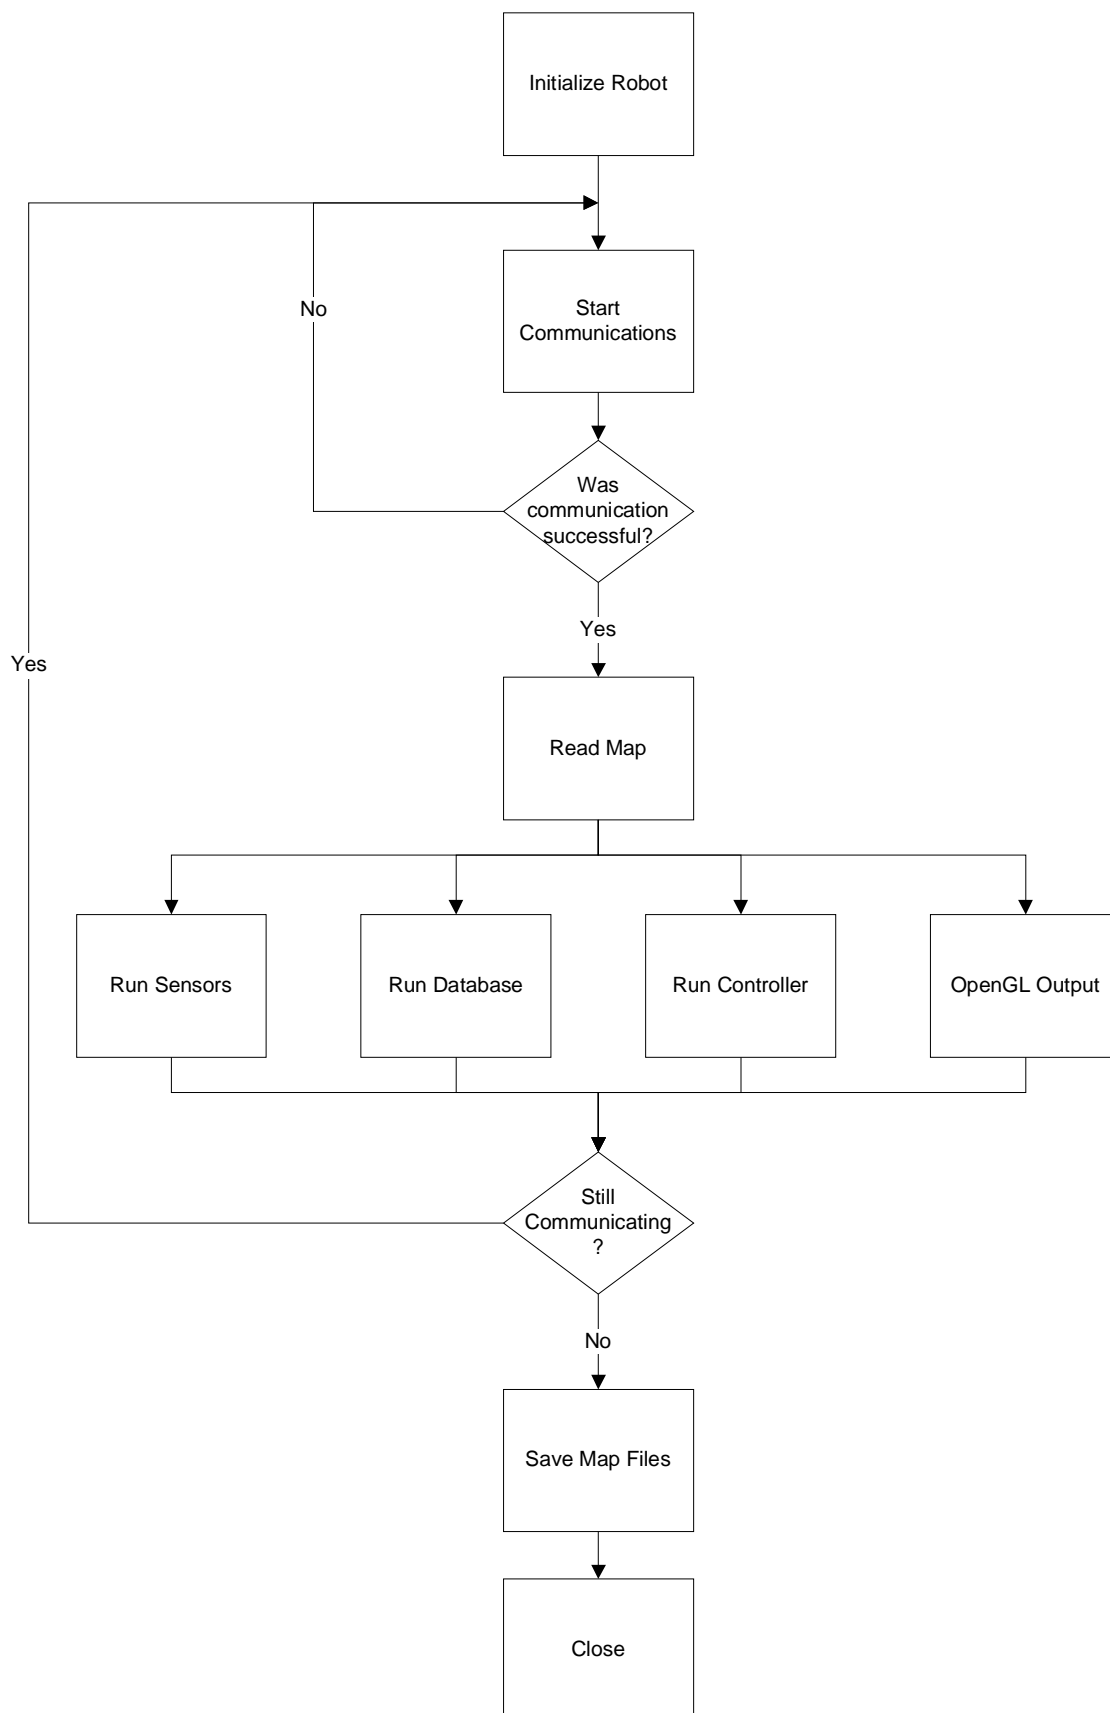 Initialize Robot
No
Start
Communications
Was
communication
successful?
Yes
Yes
Read Map
Run Sensors
Run Database
Run Controller
OpenGL Output
Still
Communicating
?
No
Save Map Files
Close